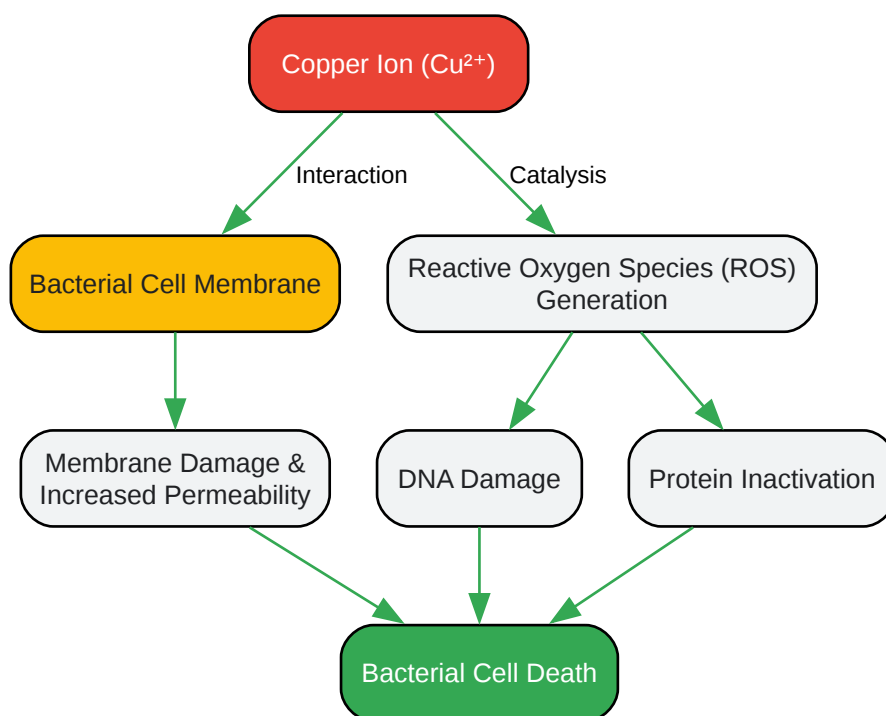 Copper Ion (Cu²⁺)
Interaction
Catalysis
Bacterial Cell Membrane
Reactive Oxygen Species (ROS)
Generation
Membrane Damage &
Increased Permeability
DNA Damage
Protein Inactivation
Bacterial Cell Death